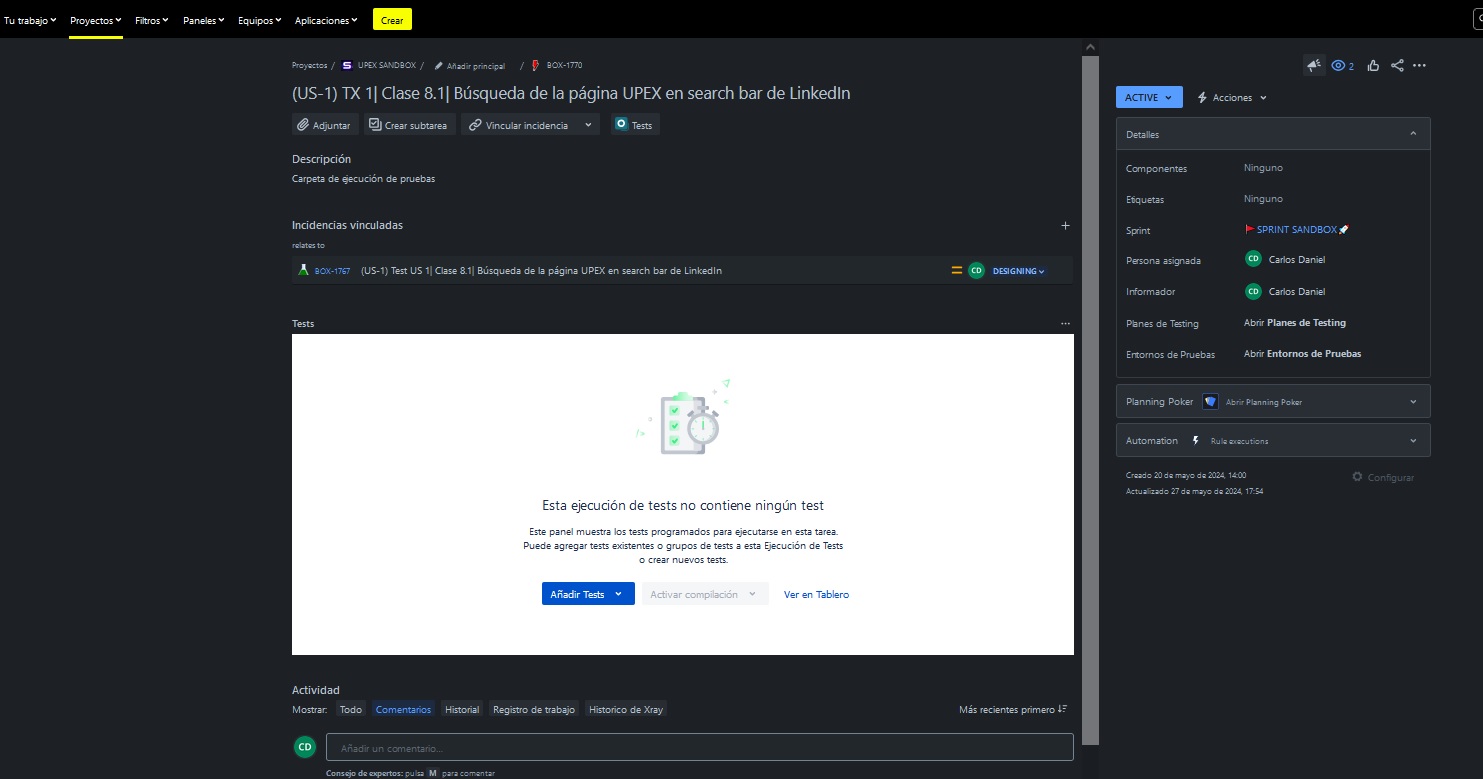 Tu trabajo Proyectos Filtros Paneles Equipos Aplicaciones Crear
Proyectos / UPEX SANDBOX / Añadir principal / BOX-1770
(US-1) TX 1| Clase 8.1| Búsqueda de la página UPEX en search bar de LinkedIn
Adjuntar Crear subtarea Vincular incidencia Tests
Descripción
Carpeta de ejecución de pruebas
Incidencias vinculadas
relates to
BOX-1767 (US-1) Test US 1| Clase 8.1| Búsqueda de la página UPEX en search bar de LinkedIn CD DESIGNING
Tests
Esta ejecución de tests no contiene ningún test
Este panel muestra los tests programados para ejecutarse en esta tarea.
Puede agregar tests existentes o grupos de tests a esta Ejecución de Tests
o crear nuevos tests.
Añadir Tests Activar compilación Ver en Tablero
Actividad
Mostrar: Todo Comentarios Historial Registro de trabajo Historico de Xray Más recientes primero
CD Añadir un comentario...
Consejo de expertos: pulsa M para comentar
2
ACTIVE Acciones
Detalles
Componentes Ninguno
Etiquetas Ninguno
Sprint SPRINT SANDBOX
Persona asignada CD Carlos Daniel
Informador CD Carlos Daniel
Planes de Testing Abrir Planes de Testing
Entornos de Pruebas Abrir Entornos de Pruebas
Planning Poker Abrir Planning Poker
Automation Rule executions
Creado 20 de mayo de 2024, 14:00 Configurar
Actualizado 27 de mayo de 2024, 17:54